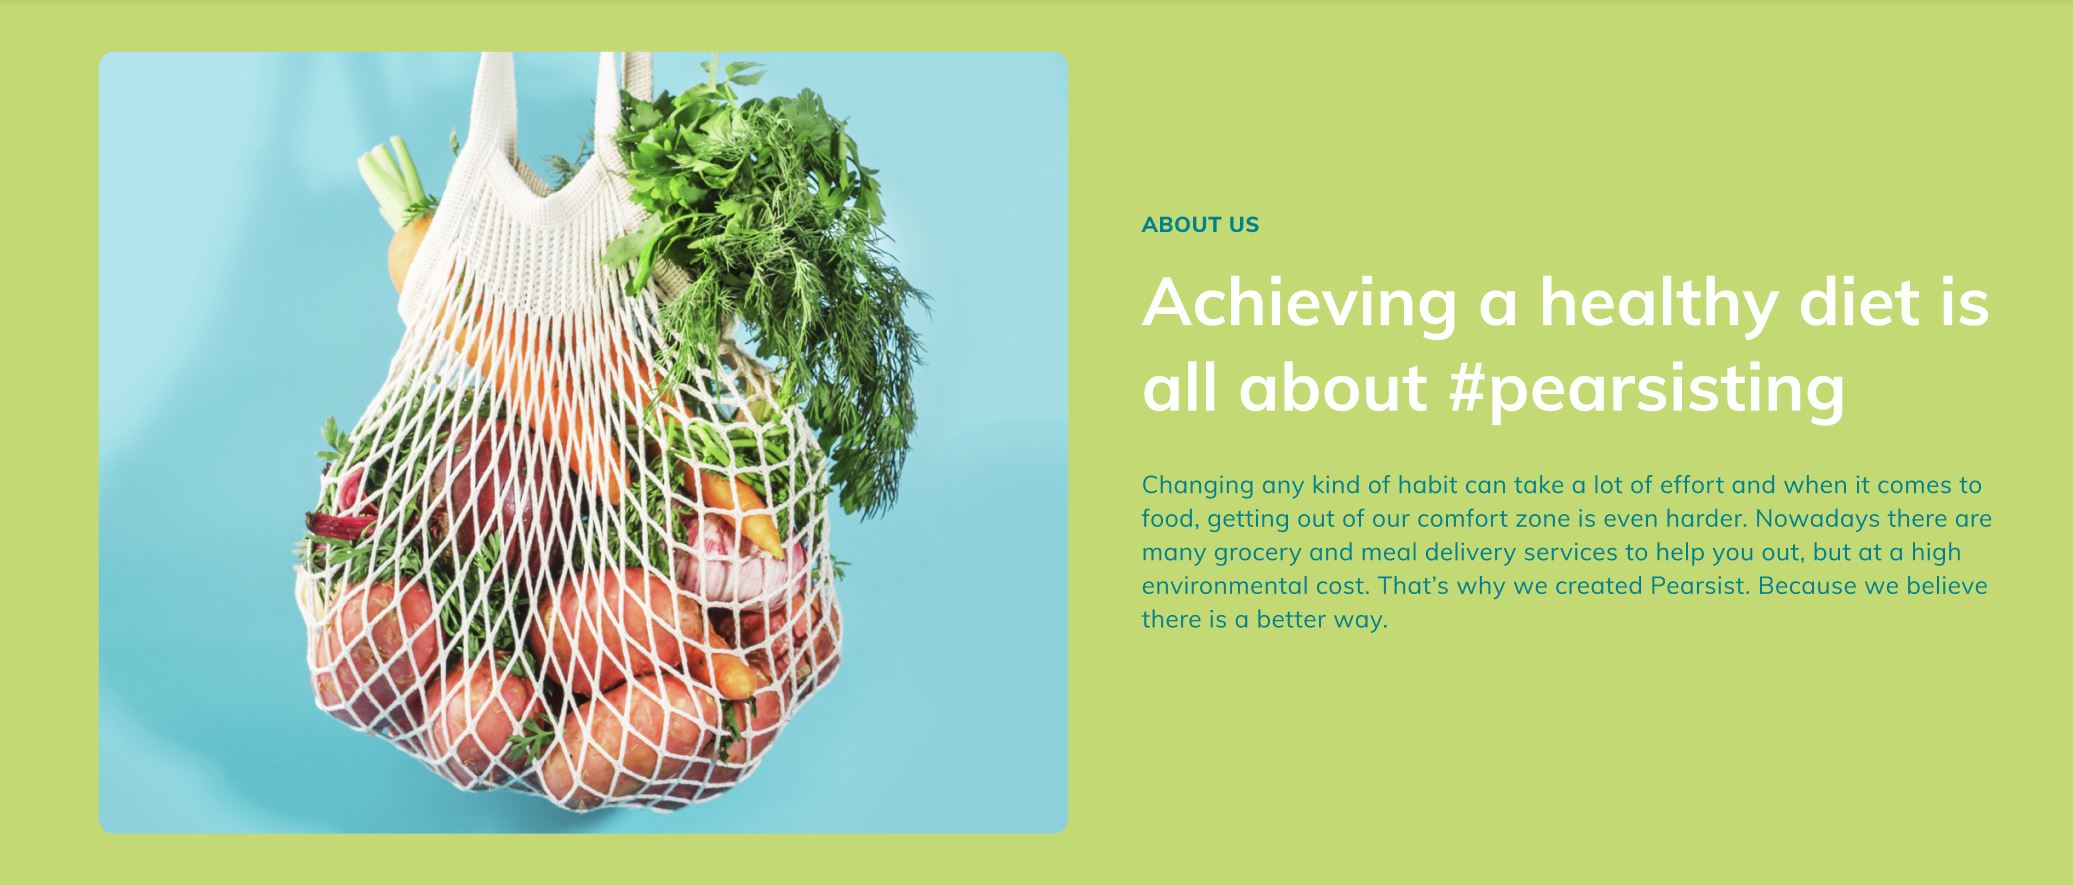 ABOUT US
Achieving a healthy diet is
all about #pearsisting
Changing any kind of habit can take a lot of effort and when it comes to
food, getting out of our comfort zone is even harder. Nowadays there are
many grocery and meal delivery services to help you out, but at a high
environmental cost. That’s why we created Pearsist. Because we believe
there is a better way.